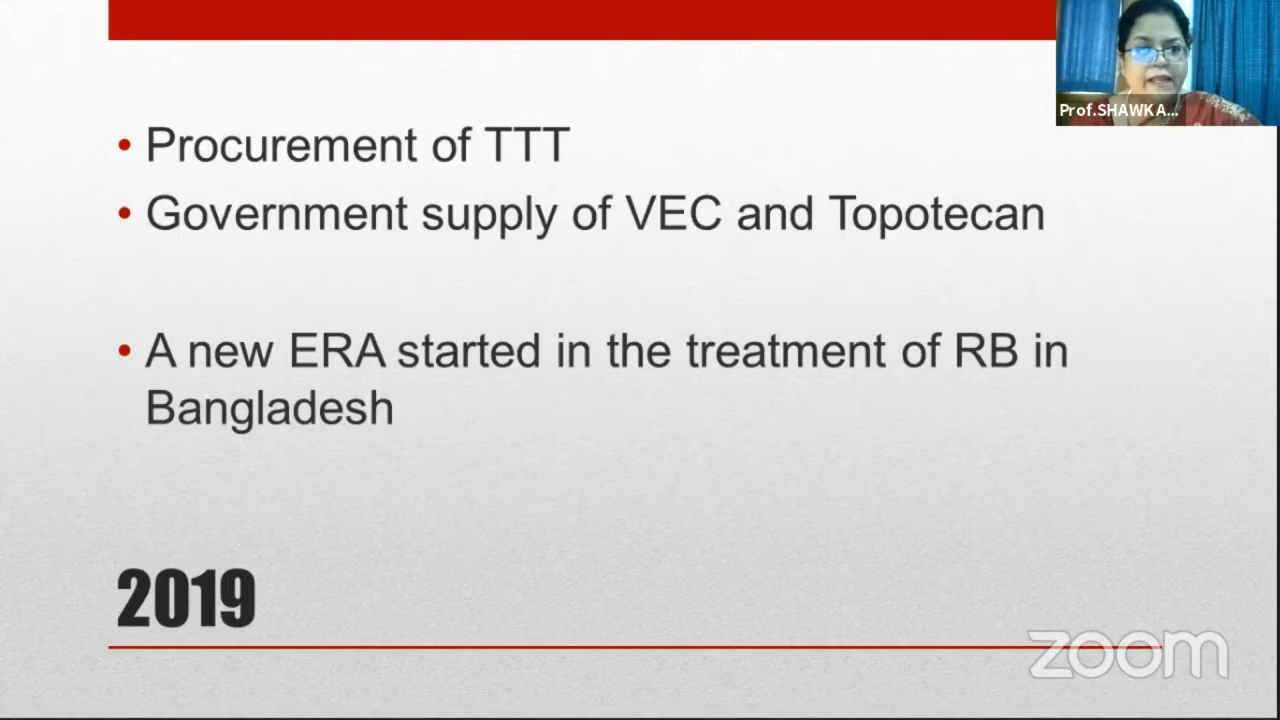 Prof.SHAWKA...
• Procurement of TTT
• Government supply of VEC and Topotecan
• A new ERA started in the treatment of RB in
Bangladesh
2019
zoom